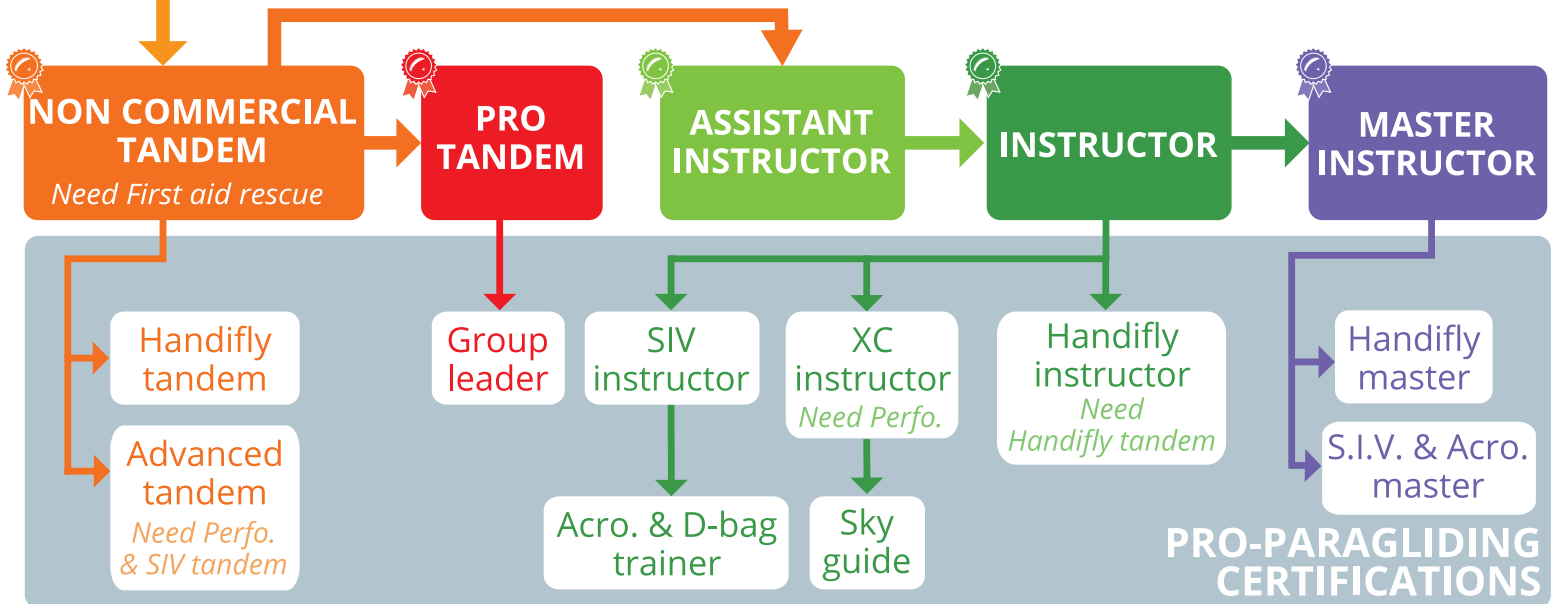 NON COMMERCIAL
TANDEM
Need First aid rescue
PRO
TANDEM
ASSISTANT
INSTRUCTOR
INSTRUCTOR
MASTER
INSTRUCTOR
Handifly
tandem
Advanced
tandem
Need Perfo.
& SIV tandem
Group
leader
SIV
instructor
Acro. & D-bag
trainer
XC
instructor
Need Perfo.
Sky
guide
Handifly
instructor
Need
Handifly tandem
Handifly
master
S.I.V. & Acro.
master
PRO-PARAGLIDING
CERTIFICATIONS